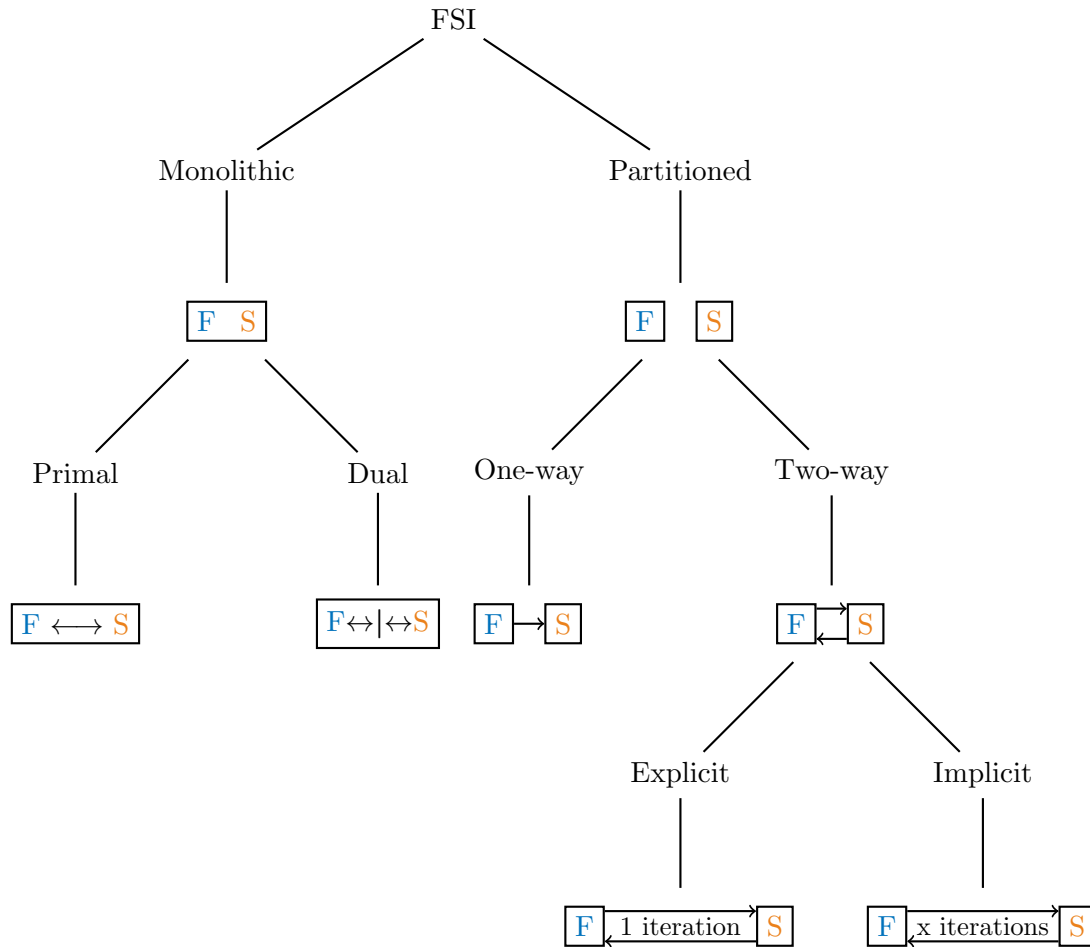 FSI
Monolithic
Partitioned
F S
F
S
Primal
Dual
One-way
Two-way
F ⟷ S
F↔|↔S
F
S
F
S
Explicit
Implicit
F
1 iteration
S
F
x iterations
S